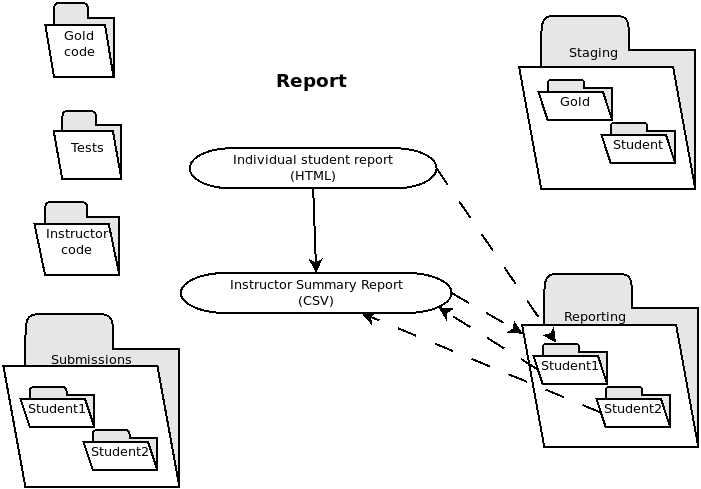 Gold
code
Report
Staging
Gold
Student
Tests
Individual student report
(HTML)
Instructor
code
Instructor Summary Report
(CSV)
Reporting
Student1
Student2
Submissions
Student1
Student2